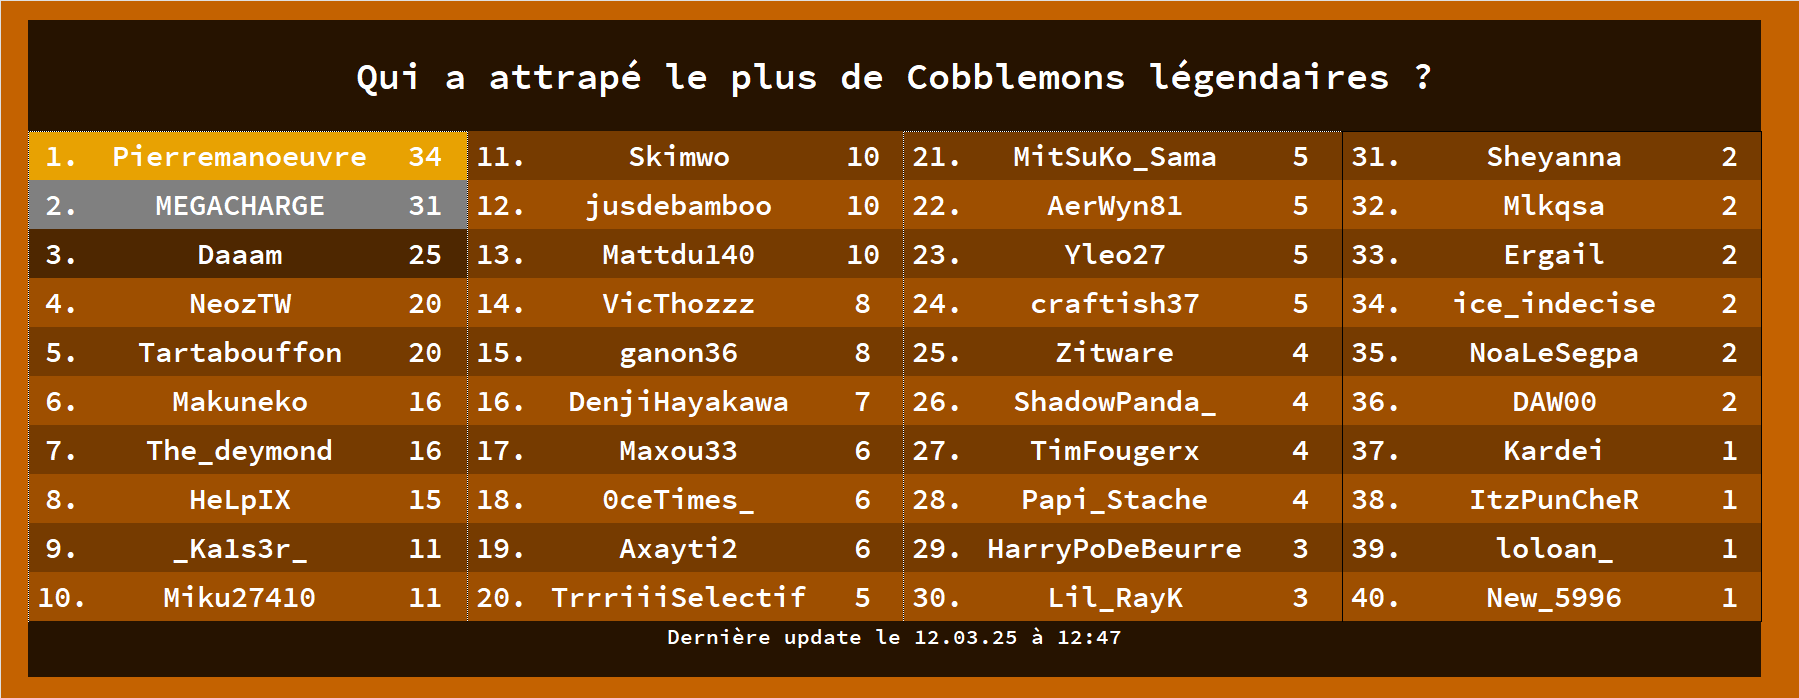 Qui a attrapé le plus de Cobblemons légendaires ?
1. Pierremanoeuvre 34 11. Skimwo 10 21. MitSuKo_Sama 5 31. Sheyanna 2
2. MEGACHARGE 31 12. jusdebamboo 10 22. AerWyn81 5 32. Mlkqsa 2
3. Daaam 25 13. Mattdu140 10 23. Yleo27 5 33. Ergail 2
4. NeozTW 20 14. VicThozzz 8 24. craftish37 5 34. ice_indecise 2
5. Tartabouffon 20 15. ganon36 8 25. Zitware 4 35. NoaLeSegpa 2
6. Makuneko 16 16. DenjiHayakawa 7 26. ShadowPanda_ 4 36. DAW00 2
7. The_deymond 16 17. Maxou33 6 27. TimFougerx 4 37. Kardei 1
8. HeLpIX 15 18. 0ceTimes_ 6 28. Papi_Stache 4 38. ItzPunCheR 1
9. _Ka1s3r_ 11 19. Axayti2 6 29. HarryPoDeBeurre 3 39. loloan_ 1
10. Miku27410 11 20. TrrriiiSelectif 5 30. Lil_RayK 3 40. New_5996 1
Dernière update le 12.03.25 à 12:47